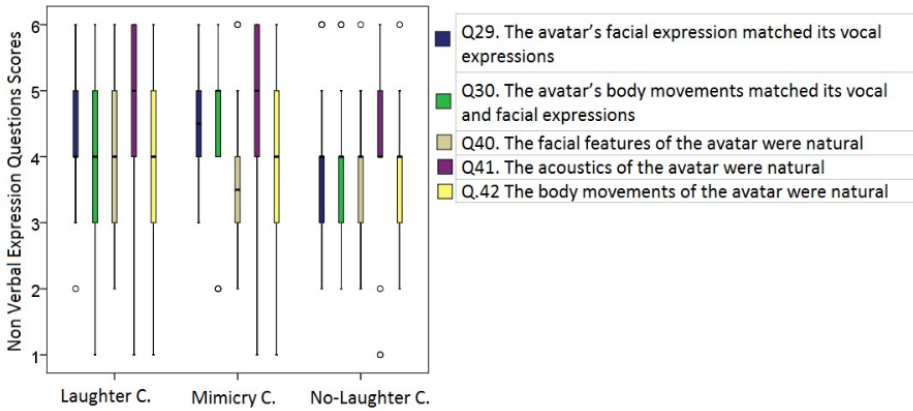 Non Verbal Expression Questions Scores
6
5
4
3
2
1
Laughter C.
Mimicry C.
No-Laughter C.
Q29. The avatar's facial expression matched its vocal
expressions
Q30. The avatar's body movements matched its vocal
and facial expressions
Q40. The facial features of the avatar were natural
Q41. The acoustics of the avatar were natural
Q.42 The body movements of the avatar were natural